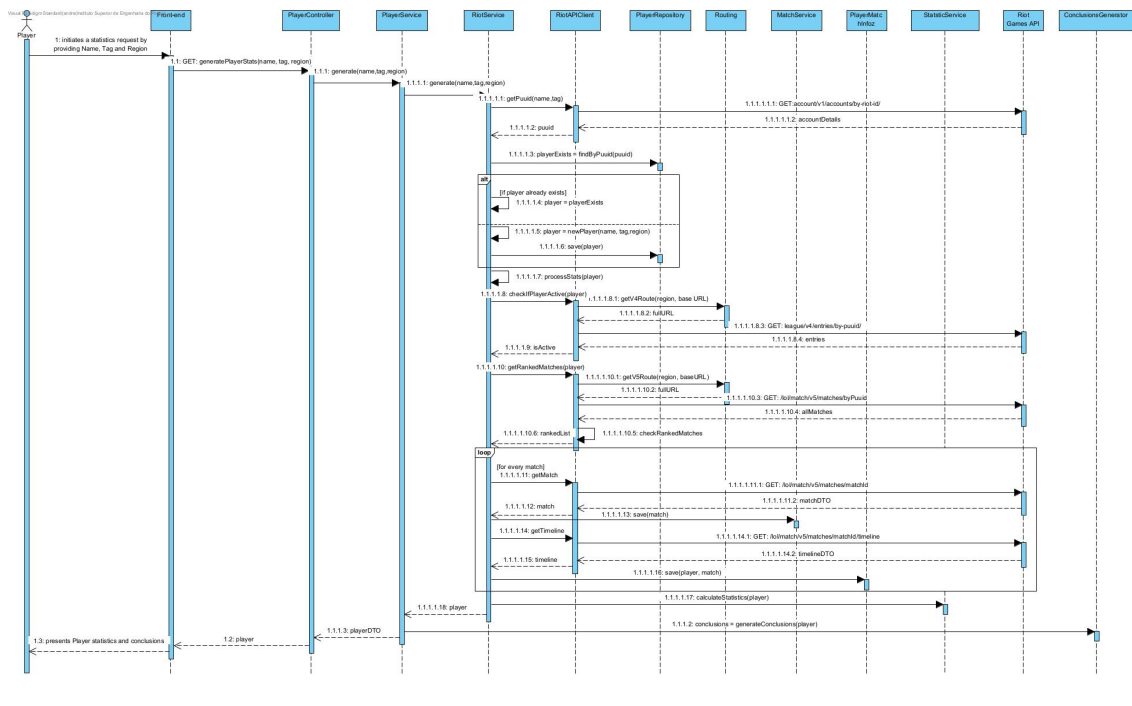 Front-end
PlayerController
PlayerService
RiotService
RiotAPIClient
PlayerRepository
Routing
MatchService
PlayerMatc
hInfoz
StatisticService
Riot
Games API
ConclusionsGenerator
Player
1: initiates a statistics request by
providing Name, Tag and Region
1.1: GET: generatePlayerStats(name, tag, region)
1.1.1: generate(name,tag,region)
1.1.1.1: generate(name,tag,region)
1.1.1.1.1: getPuuid(name,tag)
1.1.1.1.1.1: GET:account/v1/accounts/by-riot-id/
1.1.1.1.1.2: accountDetails
1.1.1.1.2: puuid
1.1.1.1.3: playerExists = findByPuuid(puuid)
alt
[if player already exists]
1.1.1.1.4: player = playerExists
1.1.1.1.5: player = newPlayer(name, tag,region)
1.1.1.1.6: save(player)
1.1.1.1.7: processStats(player)
1.1.1.1.8: checkIfPlayerActive(player)
1.1.1.1.8.1: getV4Route(region, base URL)
1.1.1.1.8.2: fullURL
1.1.1.1.8.3: GET: league/v4/entries/by-puuid/
1.1.1.1.8.4: entries
1.1.1.1.9: isActive
1.1.1.1.10: getRankedMatches(player)
1.1.1.1.10.1: getV5Route(region, baseURL)
1.1.1.1.10.2: fullURL
1.1.1.1.10.3: GET: /lol/match/v5/matches/byPuuid
1.1.1.1.10.4: allMatches
1.1.1.1.10.6: rankedList
1.1.1.1.10.5: checkRankedMatches
loop
[for every match]
1.1.1.1.11: getMatch
1.1.1.1.11.1: GET: /lol/match/v5/matches/matchId
1.1.1.1.11.2: matchDTO
1.1.1.1.12: match
1.1.1.1.13: save(match)
1.1.1.1.14: getTimeline
1.1.1.1.14.1: GET: /lol/match/v5/matches/matchId/timeline
1.1.1.1.14.2: timelineDTO
1.1.1.1.15: timeline
1.1.1.1.16: save(player, match)
1.1.1.1.17: calculateStatistics(player)
1.1.1.1.18: player
1.1.1.2: conclusions = generateConclusions(player)
1.1.1.3: playerDTO
1.2: player
1.3: presents Player statistics and conclusions